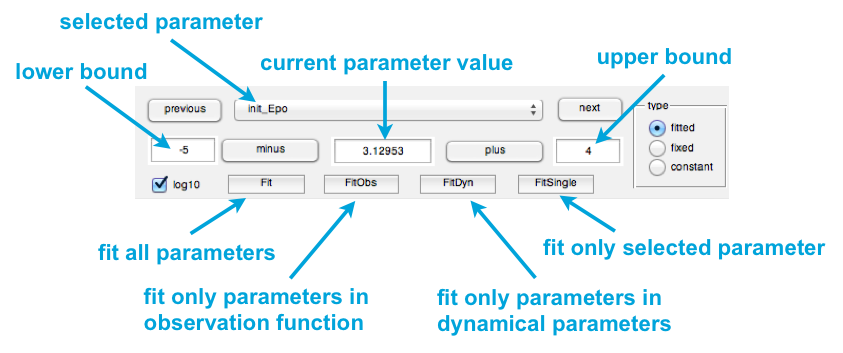 selected parameter
lower bound
current parameter value
upper bound
previous
init_Epo
next
type
-5
minus
3.12953
plus
4
fitted
fixed
constant
log10
Fit
FitObs
FitDyn
FitSingle
fit all parameters
fit only selected parameter
fit only parameters in
observation function
fit only parameters in
dynamical parameters